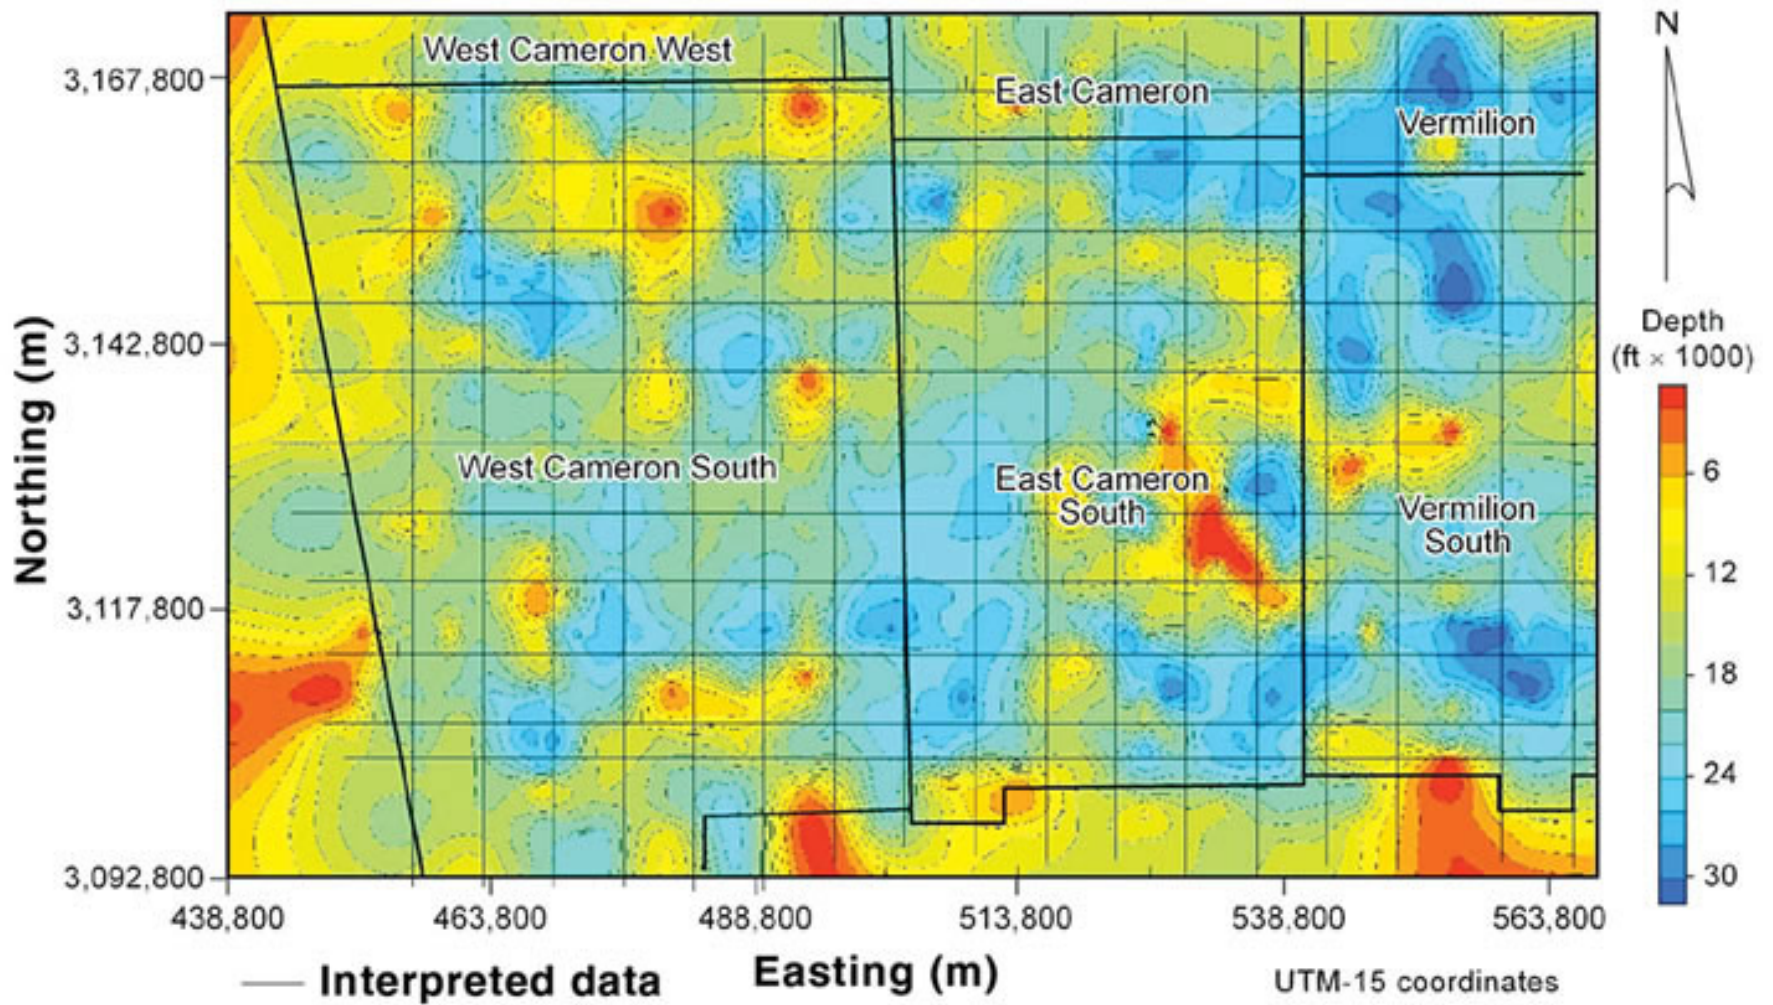 West Cameron West
N
3,167,800
East Cameron
Vermilion
Depth
(ft × 1000)
3,142,800
Northing (m)
6
West Cameron South
East Cameron
South
Vermilion
South
12
3,117,800
18
24
3,092,800
30
438,800
463,800
488,800
513,800
538,800
563,800
Interpreted data
Easting (m)
UTM-15 coordinates